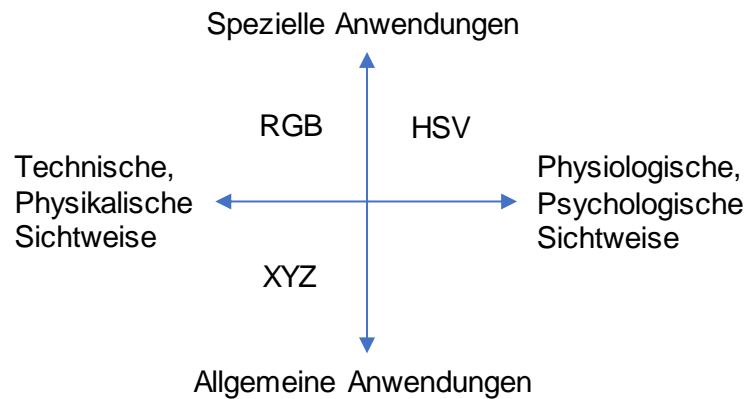 Spezielle Anwendungen
RGB
HSV
Technische,
Physikalische
Sichtweise
Physiologische,
Psychologische
Sichtweise
XYZ
Allgemeine Anwendungen